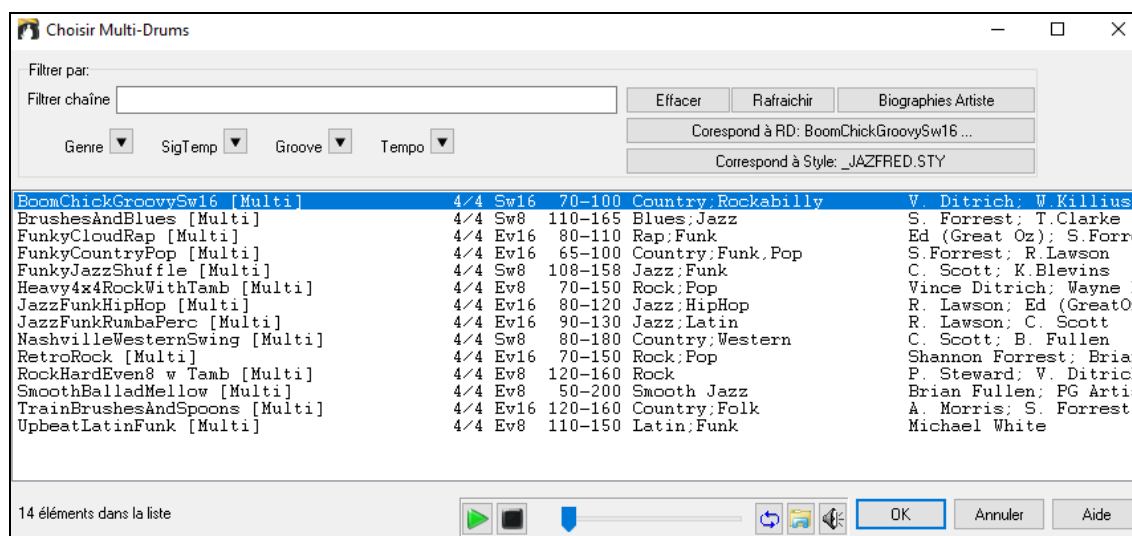 Choisir Multi-Drums
Filtrer par:
Filtrer chaîne Effacer Rafraichir Biographies Artiste
Corespond à RD: BoomChickGroovySw16 ...
Genre SigTemp Groove Tempo
Correspond à Style: _JAZFRED.STY
BoomChickGroovySw16 [Multi] 4/4 Sw16 70-100 Country;Rockabilly V. Ditrich; W.Killius
BrushesAndBlues [Multi] 4/4 Sw8 110-165 Blues;Jazz S. Forrest; T.Clarke
FunkyCloudRap [Multi] 4/4 Ev16 80-110 Rap;Funk Ed (Great Oz); S.Forr
FunkyCountryPop [Multi] 4/4 Ev16 65-100 Country;Funk,Pop S.Forrest; R.Lawson
FunkyJazzShuffle [Multi] 4/4 Sw8 108-158 Jazz;Funk C. Scott; K.Blevins
Heavy4x4RockWithTamb [Multi] 4/4 Ev8 70-150 Rock;Pop Vince Ditrich; Wayne
JazzFunkHipHop [Multi] 4/4 Ev16 80-120 Jazz;HipHop R. Lawson; Ed (GreatO
JazzFunkRumbaPerc [Multi] 4/4 Ev16 90-130 Jazz;Latin R. Lawson; C. Scott
NashvilleWesternSwing [Multi] 4/4 Sw8 80-180 Country;Western C. Scott; B. Fullen
RetroRock [Multi] 4/4 Ev16 70-150 Rock;Pop Shannon Forrest; Bria
RockHardEven8 w Tamb [Multi] 4/4 Ev8 120-160 Rock P. Steward; V. Ditric
SmoothBalladMellow [Multi] 4/4 Ev8 50-200 Smooth Jazz Brian Fullen; PG Arti
TrainBrushesAndSpoons [Multi] 4/4 Ev16 120-160 Country;Folk A. Morris; S. Forrest
UpbeatLatinFunk [Multi] 4/4 Ev8 110-150 Latin;Funk Michael White
14 éléments dans la liste OK Annuler Aide